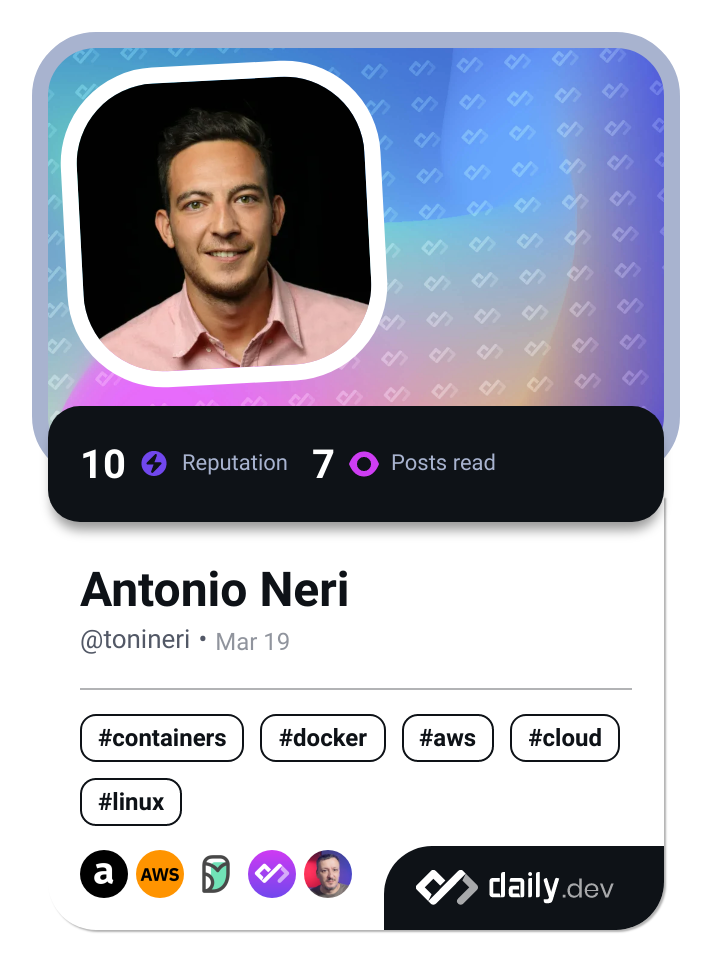 10 Reputation 7 Posts read
Antonio Neri
@tonineri • Mar 19
#containers #docker #aws #cloud
#linux
a AWS daily.dev